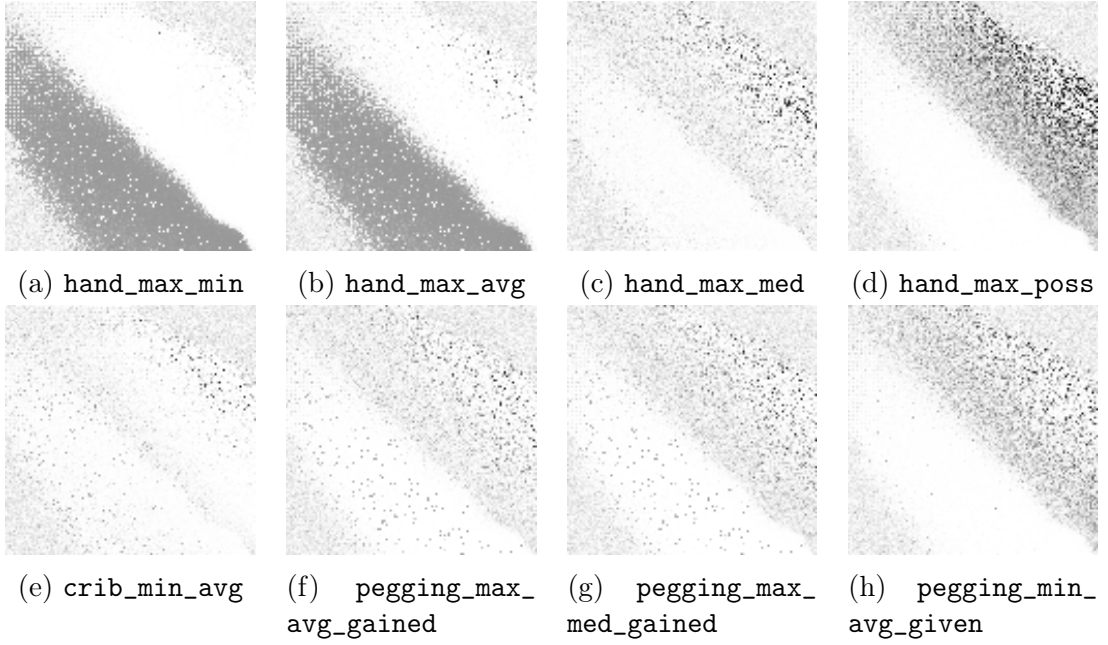 (a) hand_max_min
(b) hand_max_avg
(c) hand_max_med
(d) hand_max_poss
(e) crib_min_avg
(f) pegging_max_
avg_gained
(g) pegging_max_
med_gained
(h) pegging_min_
avg_given